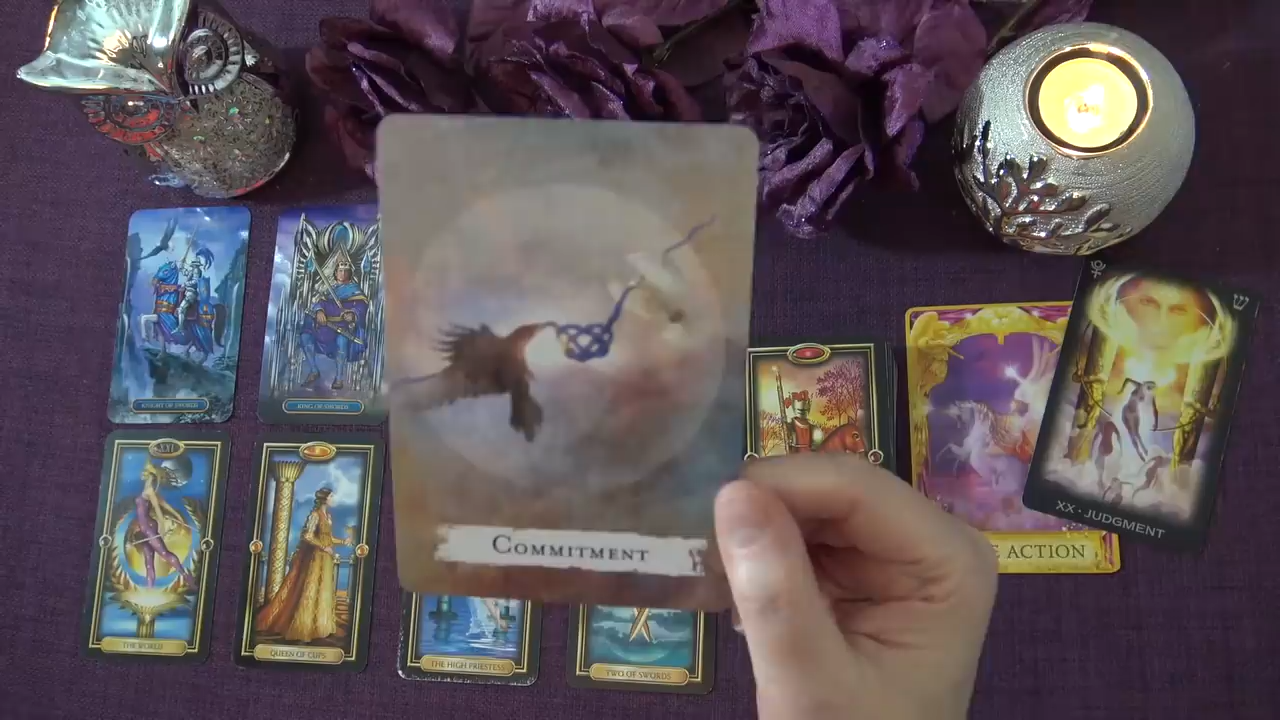 COMMITMENT
KNIGHT OF SWORDS
KING OF SWORDS
XXI
THE WORLD
QUEEN OF CUPS
THE HIGH PRIESTESS
TWO OF SWORDS
E ACTION
XX · JUDGMENT
ש